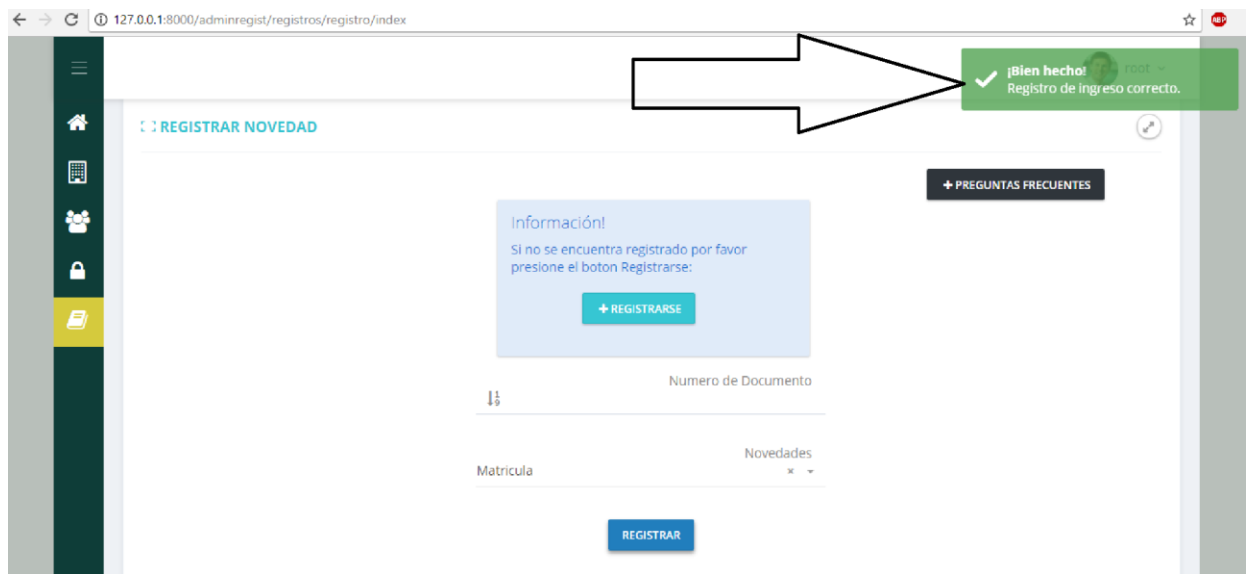 127.0.0.1:8000/adminregist/registros/registro/index
ABP
root
¡Bien hecho!
Registro de ingreso correcto.
REGISTRAR NOVEDAD
+ PREGUNTAS FRECUENTES
Información!
Si no se encuentra registrado por favor
presione el boton Registrarse:
+ REGISTRARSE
Numero de Documento
Novedades
Matricula
REGISTRAR